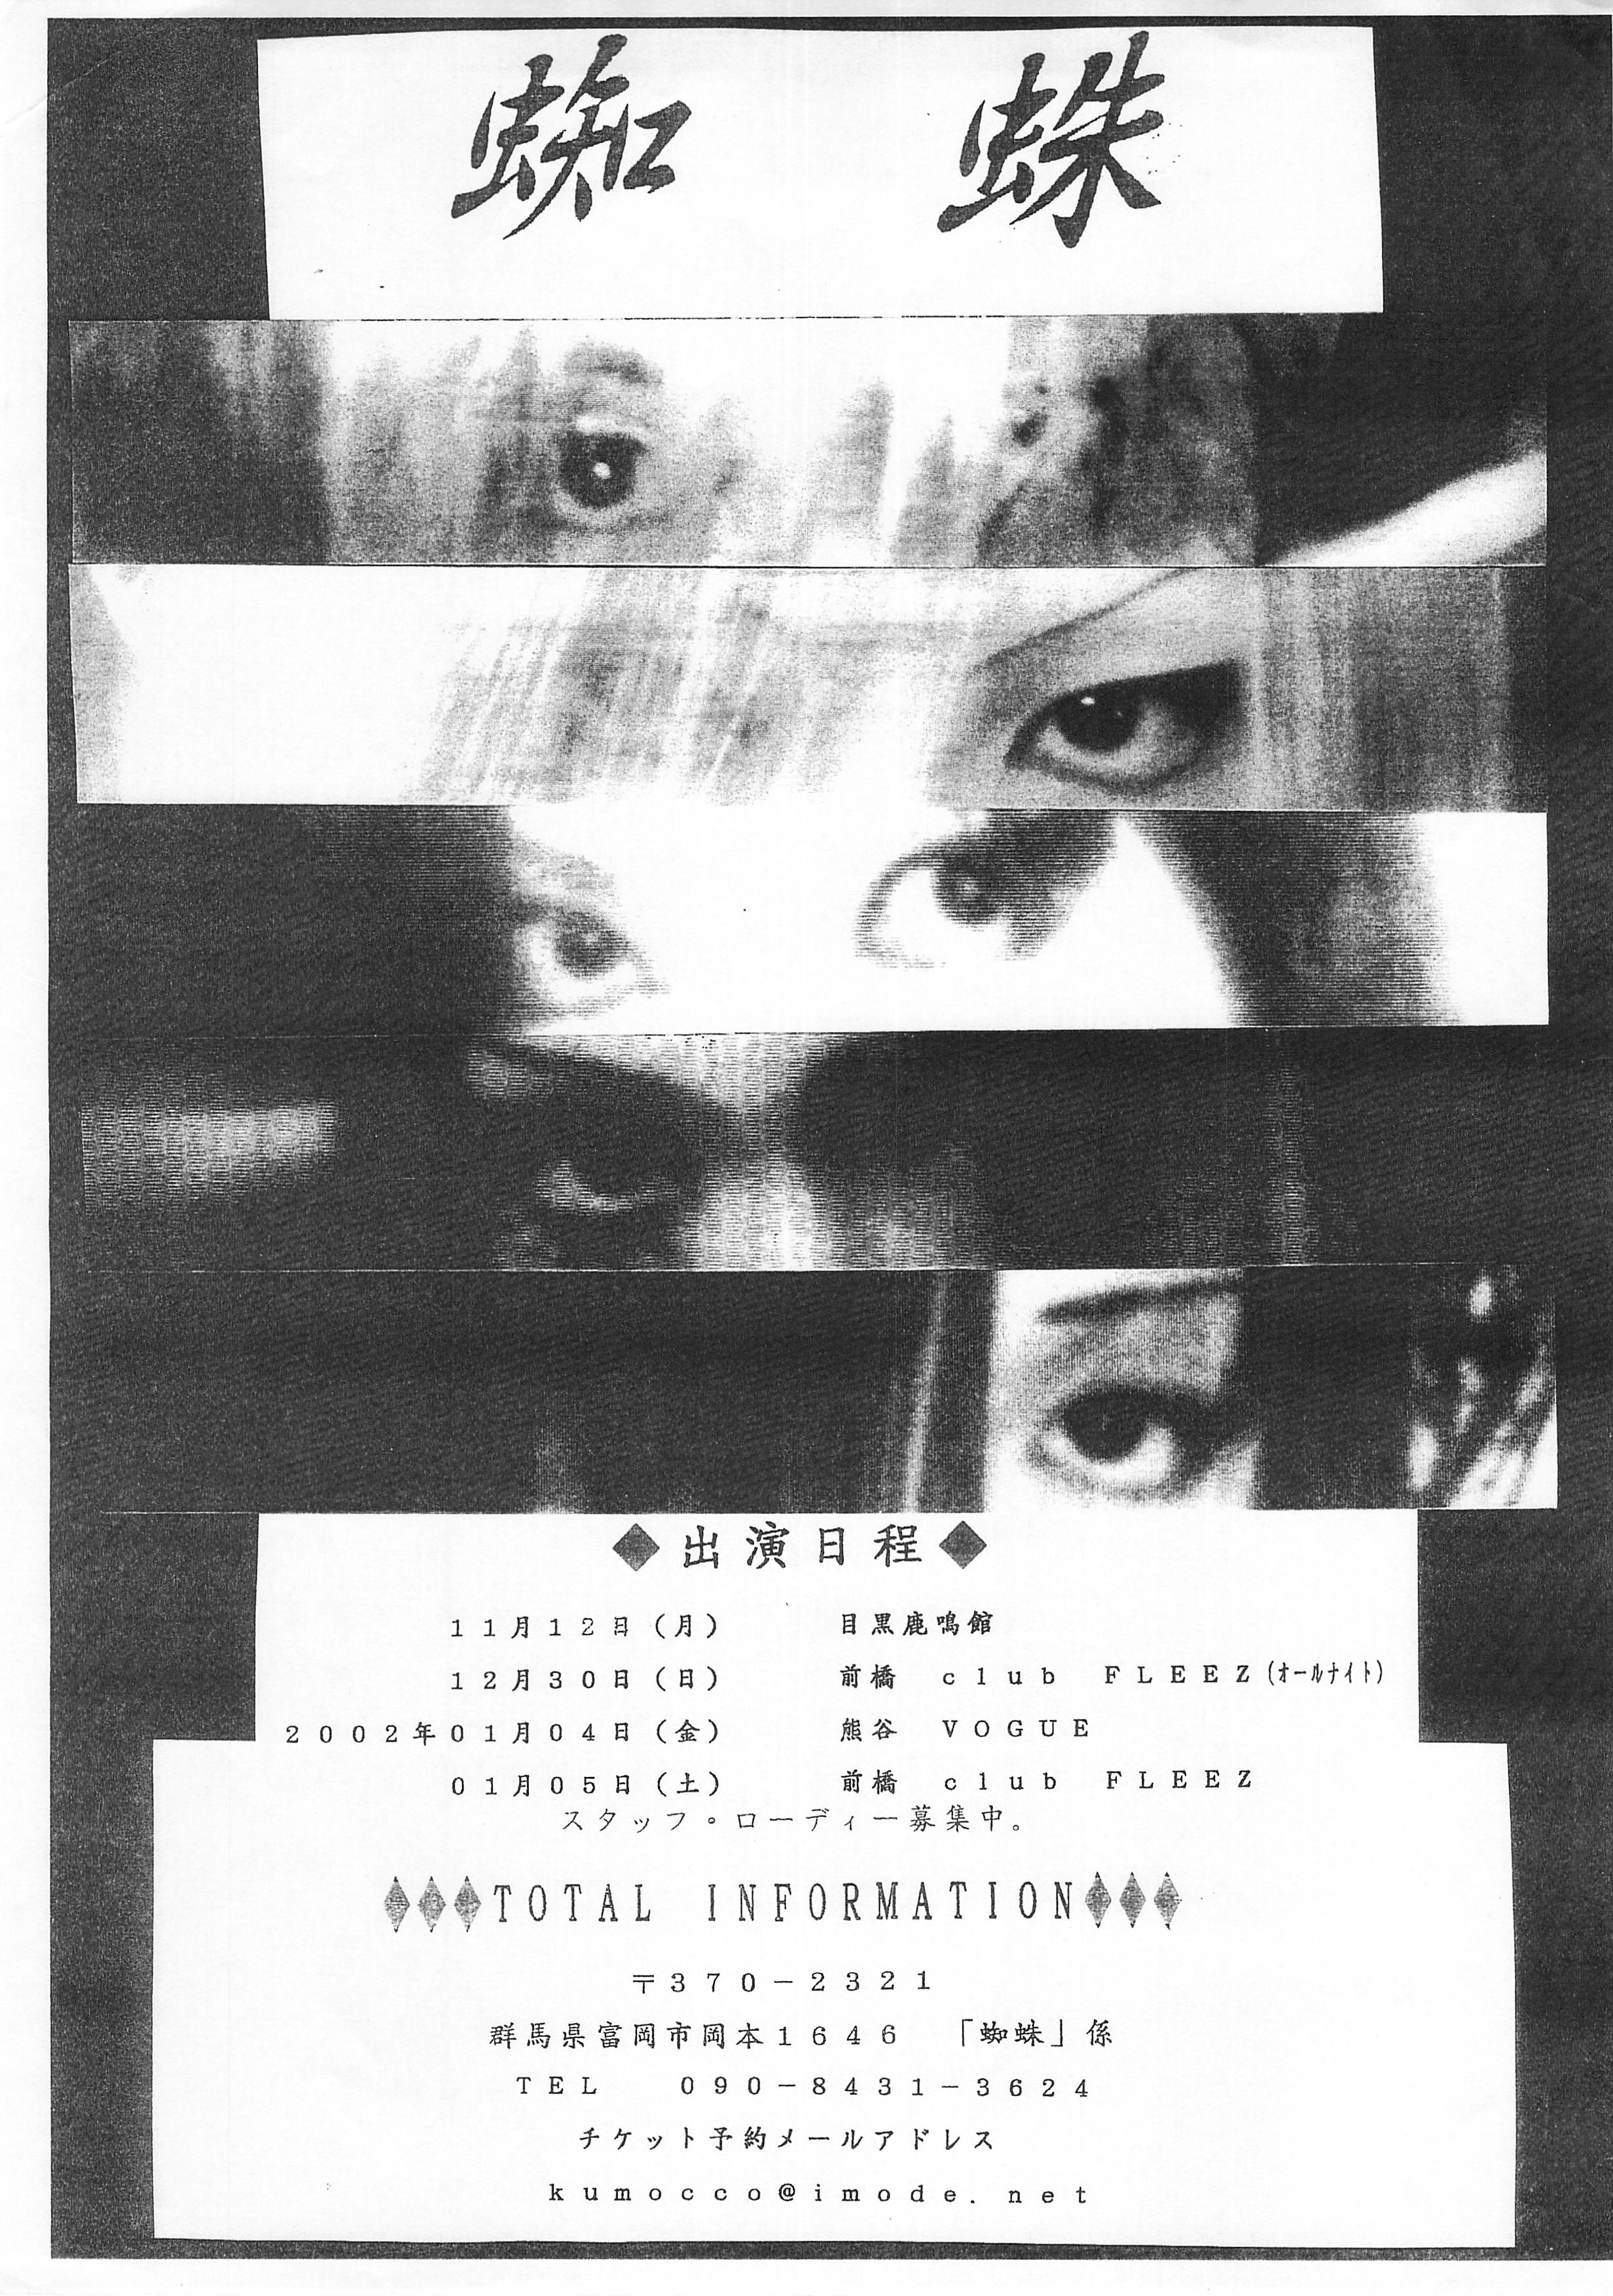 蜘蛛
◆出演日程◆
11月12日(月) 目黒鹿鳴館
12月30日(日) 前橋 club FLEEZ(オールナイト)
2002年01月04日(金) 熊谷 VOGUE
01月05日(土) 前橋 club FLEEZ
スタッフ・ローディー募集中。
♦♦♦TOTAL INFORMATION♦♦♦
〒370-2321
群馬県富岡市岡本1646 「蜘蛛」係
TEL 090-8431-3624
チケット予約メールアドレス
kumocco@imode.net